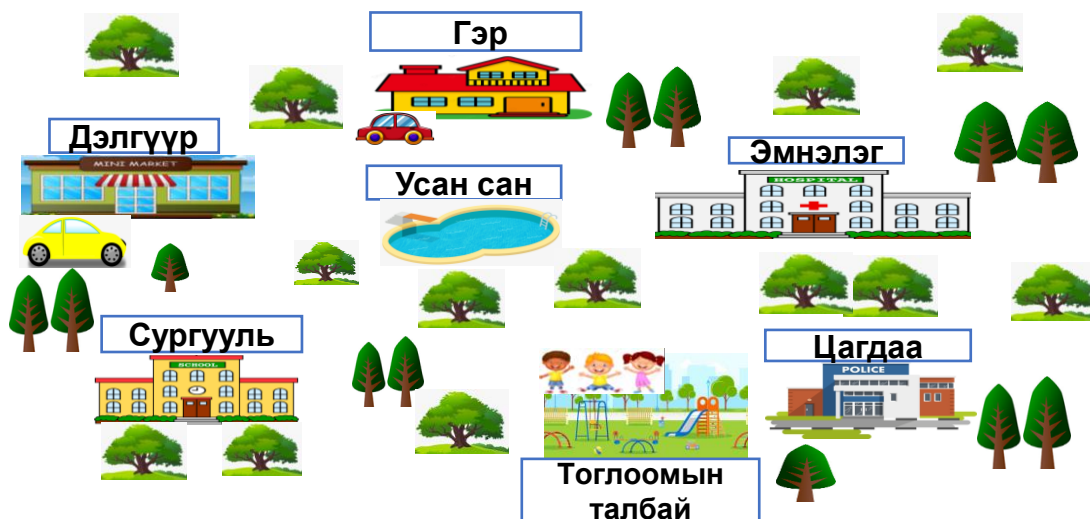 Гэр
Дэлгүүр
MINI MARKET
Эмнэлэг
HOSPITAL
Усан сан
Сургууль
SCHOOL
Цагдаа
POLICE
Тоглоомын
талбай